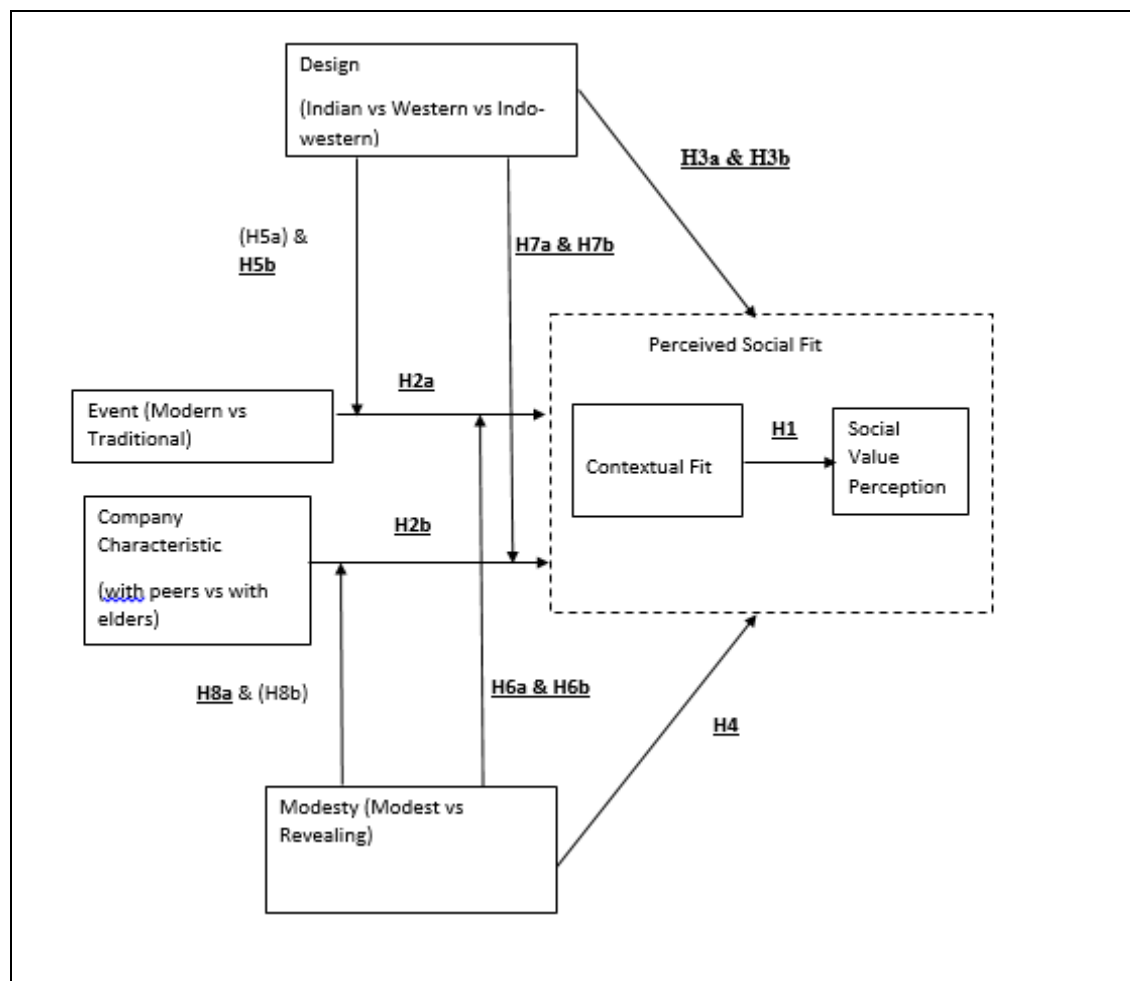 Design
(Indian vs Western vs Indo-
western)
H3a & H3b
(H5a) &
H5b
H7a & H7b
Perceived Social Fit
H2a
Event (Modern vs
Traditional)
Contextual Fit
H1
Social
Value
Perception
Company
Characteristic
(with peers vs with
elders)
H2b
H8a & (H8b)
H6a & H6b
H4
Modesty (Modest vs
Revealing)